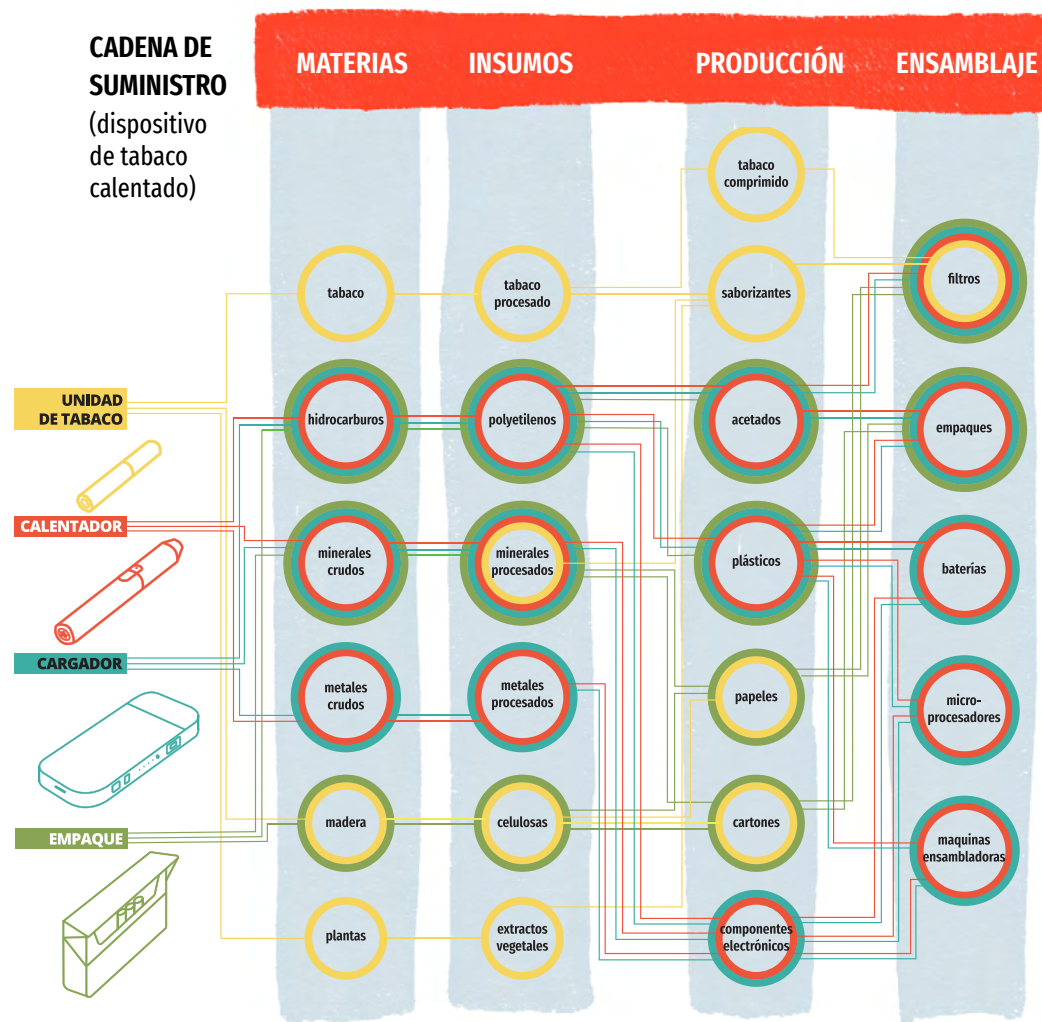 CADENA DE
SUMINISTRO
(dispositivo
de tabaco
calentado)
MATERIAS
INSUMOS
PRODUCCIÓN
ENSAMBLAJE
UNIDAD
DE TABACO
CALENTADOR
CARGADOR
EMPAQUE
tabaco
hidrocarburos
minerales
crudos
metales
crudos
madera
plantas
tabaco
procesado
polyetilenos
minerales
procesados
metales
procesados
celulosas
extractos
vegetales
tabaco
comprimido
saborizantes
acetados
plásticos
papeles
cartones
componentes
electrónicos
filtros
empaques
baterías
micro-
procesadores
maquinas
ensambladoras